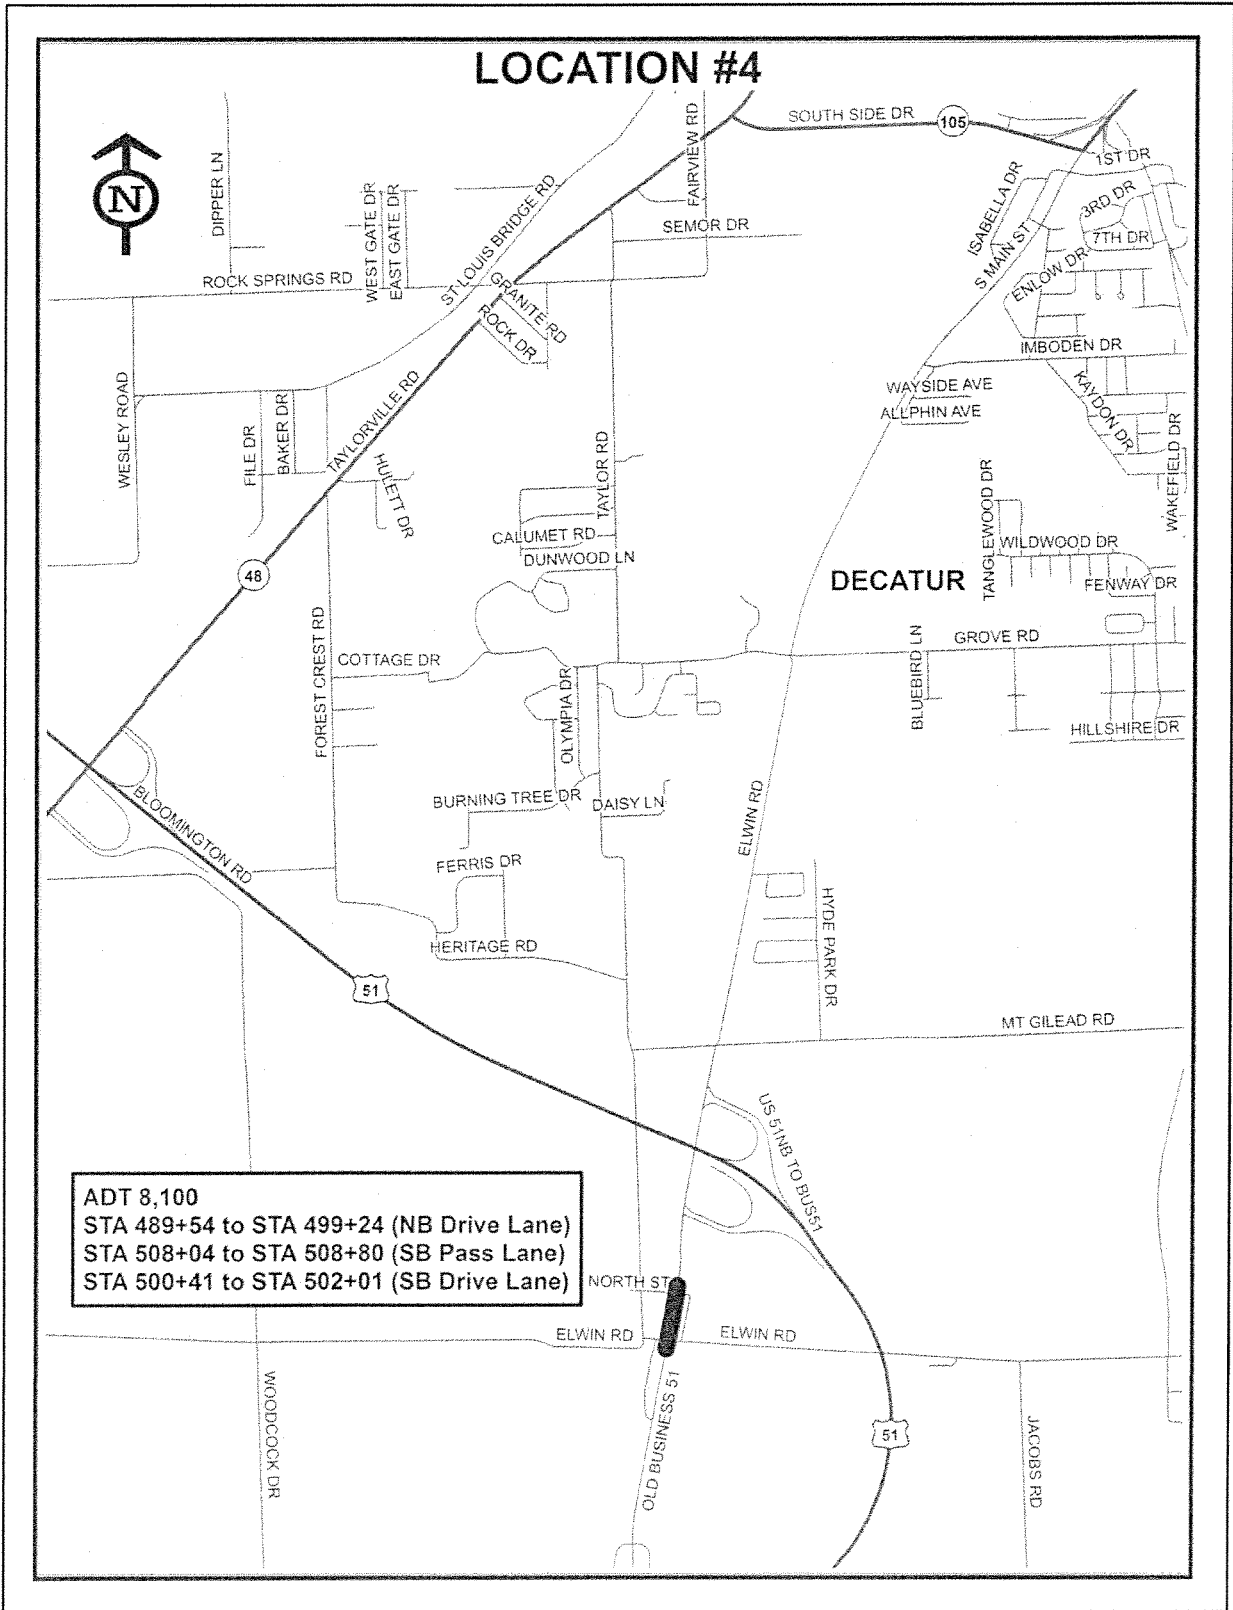 LOCATION #4
SOUTH SIDE DR
105
FAIRVIEW RD
DIPPER LN
N
1ST DR
ISABELLA DR
3RD DR
WEST GATE DR
EAST GATE DR
ST LOUIS BRIDGE RD
SEMOR DR
S MAIN ST
7TH DR
ENLOW DR
ROCK SPRINGS RD
GRANITE RD
ROCK DR
IMBODEN DR
WESLEY ROAD
TAYLORVILLE RD
WAYSIDE AVE
ALLPHIN AVE
KAYDON DR
FILE DR
BAKER DR
HULETT DR
TAYLOR RD
WAKEFIELD DR
TANGLEWOOD DR
CALUMET RD
DUNWOOD LN
WILDWOOD DR
48
DECATUR
FENWAY DR
FOREST CREST RD
COTTAGE DR
GROVE RD
BLUEBIRD LN
OLYMPIA DR
HILLSHIRE DR
BLOOMINGTON RD
BURNING TREE DR
DAISY LN
ELWIN RD
FERRIS DR
HYDE PARK DR
HERITAGE RD
51
MT GILEAD RD
US 51NB TO BUS51
ADT 8,100
STA 489+54 to STA 499+24 (NB Drive Lane)
STA 508+04 to STA 508+80 (SB Pass Lane)
STA 500+41 to STA 502+01 (SB Drive Lane)
NORTH ST
ELWIN RD
ELWIN RD
WOODCOCK DR
OLD BUSINESS 51
51
JACOBS RD